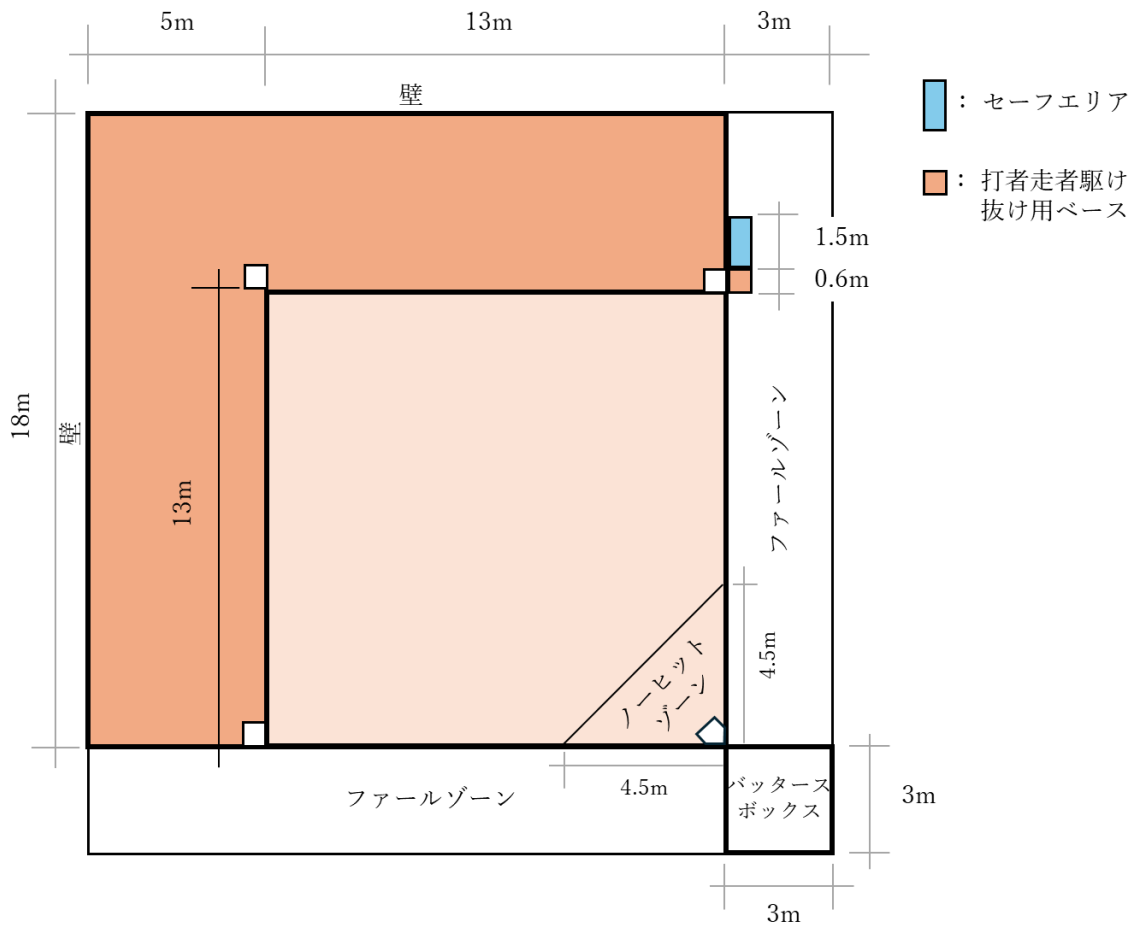 5m
13m
3m
壁
： セーフエリア
： 打者走者駆け
抜け用ベース
1.5m
0.6m
18m
壁
13m
ファールゾーン
4.5m
ノーヒット
ゾーン
ファールゾーン
4.5m
バッタース
ボックス
3m
3m